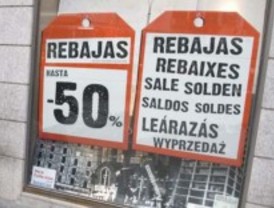 REBAJAS
HASTA
-50%
REBAJAS
REBAIXES
SALE SOLDEN
SALDOS SOLDES
LEÁRAZÁS
WYPRZEDAŻ